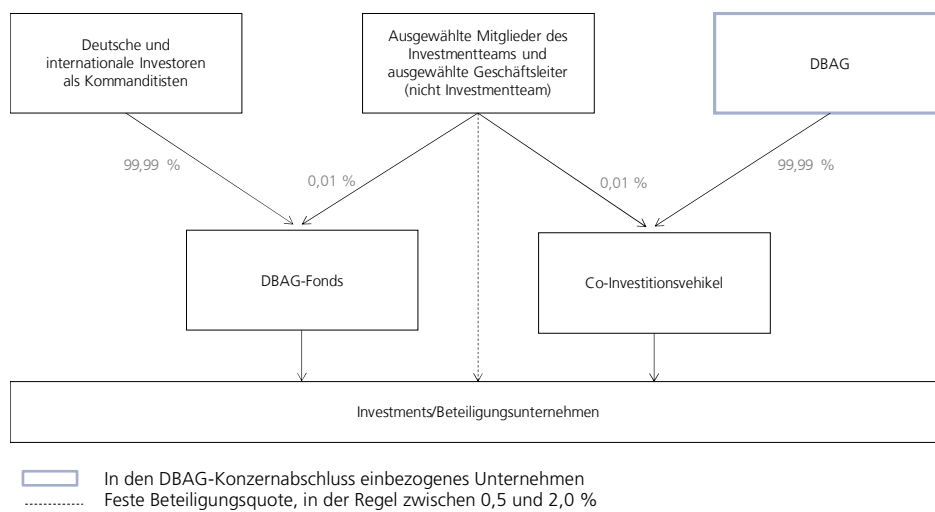 Deutsche und
internationale Investoren
als Kommanditisten
Ausgewählte Mitglieder des
Investmentteams und
ausgewählte Geschäftsleiter
(nicht Investmentteam)
DBAG
99,99 %
0,01 %
0,01 %
99,99 %
DBAG-Fonds
Co-Investitionsvehikel
Investments/Beteiligungsunternehmen
In den DBAG-Konzernabschluss einbezogenes Unternehmen
Feste Beteiligungsquote, in der Regel zwischen 0,5 und 2,0 %